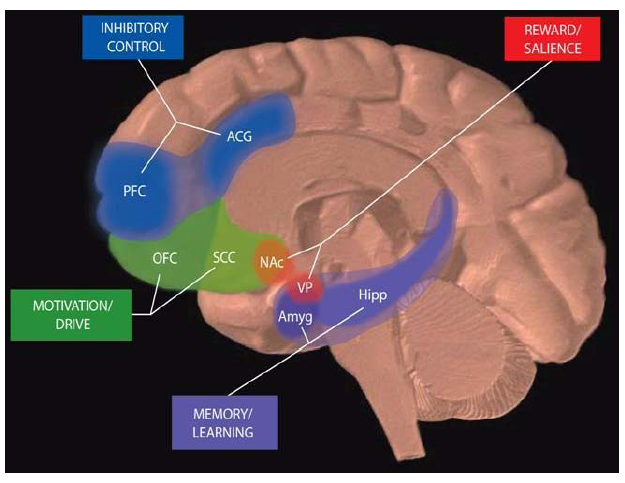 INHIBITORY
CONTROL
REWARD/
SALIENCE
ACG
PFC
OFC
SCC
NAc
VP
Hipp
Amyg
MOTIVATION/
DRIVE
MEMORY/
LEARNING